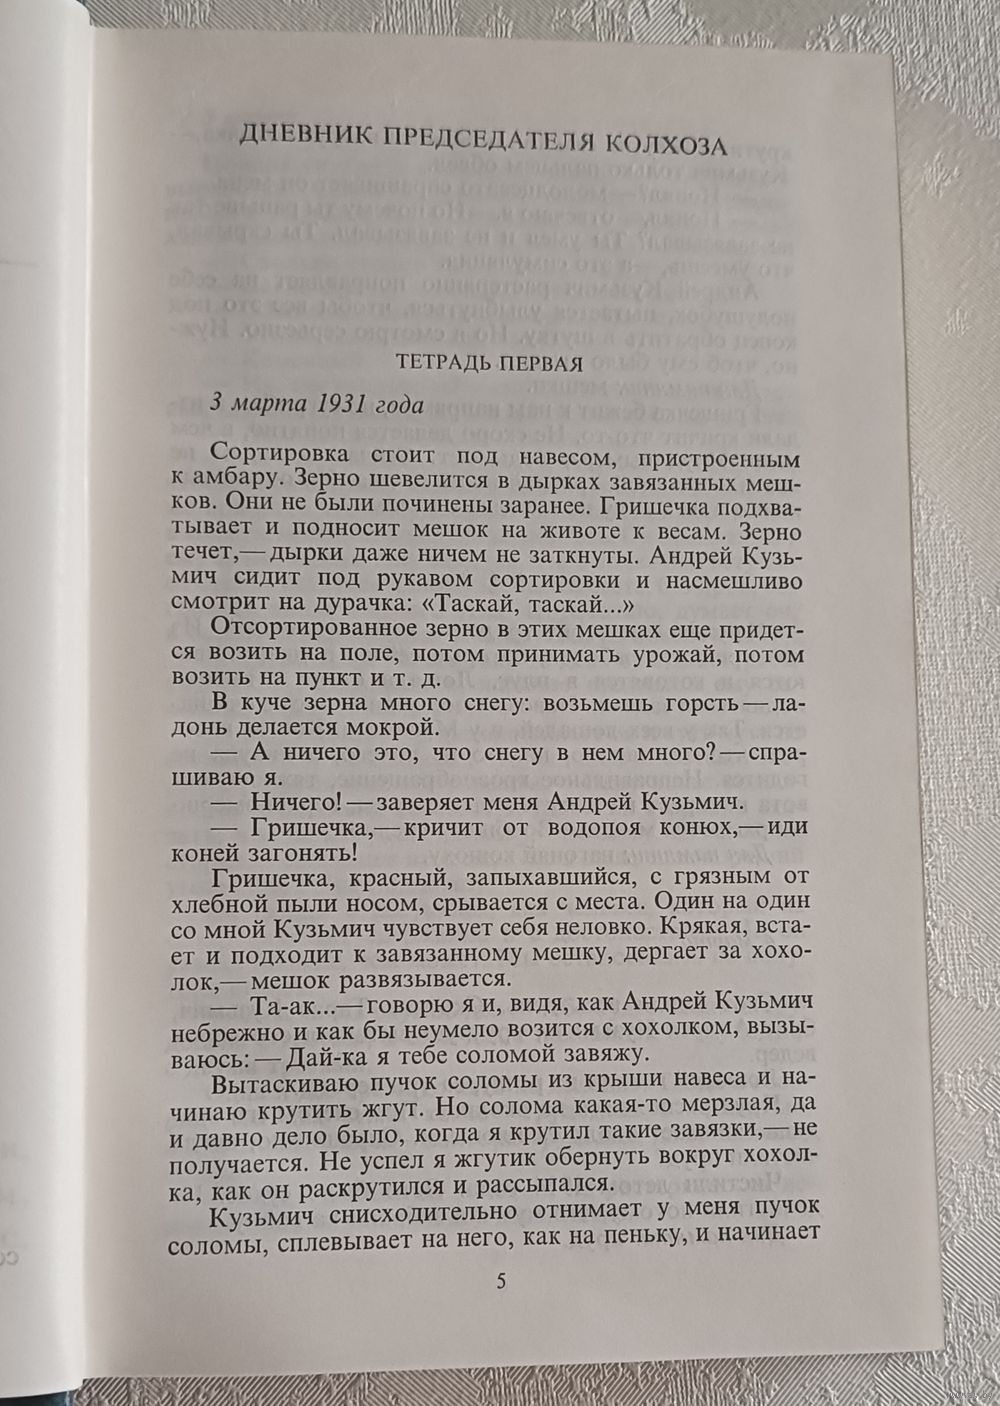 ДНЕВНИК ПРЕДСЕДАТЕЛЯ КОЛХОЗА
ТЕТРАДЬ ПЕРВАЯ
3 марта 1931 года
Сортировка стоит под навесом, пристроенным
к амбару. Зерно шевелится в дырках завязанных меш-
ков. Они не были починены заранее. Гришечка подхва-
тывает и подносит мешок на животе к весам. Зерно
течет,— дырки даже ничем не заткнуты. Андрей Кузь-
мич сидит под рукавом сортировки и насмешливо
смотрит на дурачка: «Таскай, таскай...»
Отсортированное зерно в этих мешках еще придет-
ся возить на поле, потом принимать урожай, потом
возить на пункт и т. д.
В куче зерна много снегу: возьмешь горсть — ла-
донь делается мокрой.
— А ничего это, что снегу в нем много? — спра-
шиваю я.
— Ничего! — заверяет меня Андрей Кузьмич.
— Гришечка,— кричит от водопоя конюх,— иди
коней загонять!
Гришечка, красный, запыхавшийся, с грязным от
хлебной пыли носом, срывается с места. Один на один
со мной Кузьмич чувствует себя неловко. Крякая, вста-
ет и подходит к завязанному мешку, дергает за хохо-
лок,— мешок развязывается.
— Та-ак...— говорю я и, видя, как Андрей Кузьмич
небрежно и как бы неумело возится с хохолком, вызы-
ваюсь: — Дай-ка я тебе соломой завяжу.
Вытаскиваю пучок соломы из крыши навеса и на-
чинаю крутить жгут. Но солома какая-то мерзлая, да
и давно дело было, когда я крутил такие завязки,— не
получается. Не успел я жгутик обернуть вокруг хохол-
ка, как он раскрутился и рассыпался.
Кузьмич снисходительно отнимает у меня пучок
соломы, сплевывает на него, как на пеньку, и начинает
5